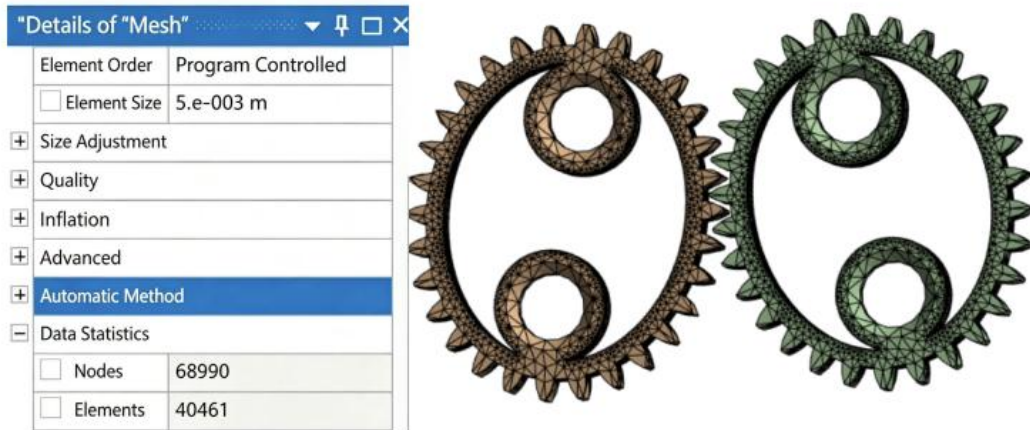 "Details of "Mesh"
Element Order Program Controlled
Element Size 5.e-003 m
Size Adjustment
Quality
Inflation
Advanced
Automatic Method
Data Statistics
Nodes 68990
Elements 40461